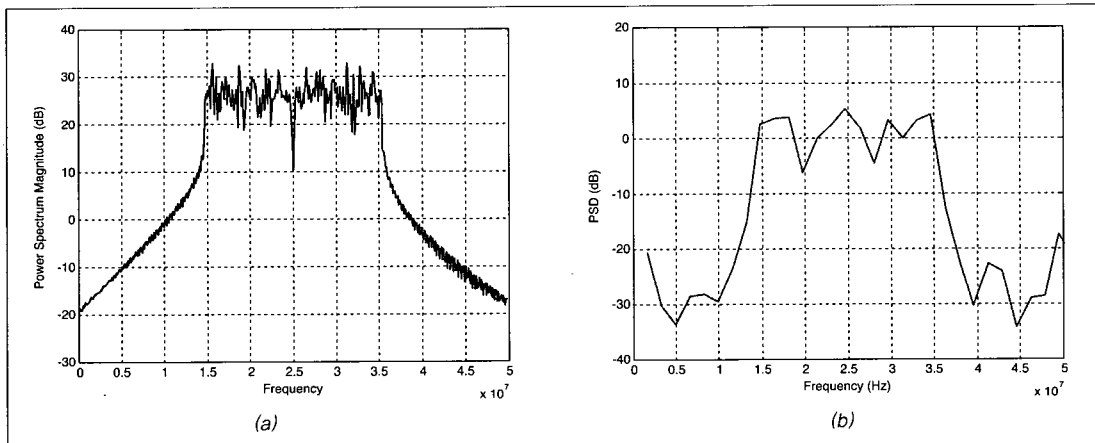 40
30
20
10
0
-10
-20
-30
Power Spectrum Magnitude (dB)
0 0.5 1 1.5 2 2.5 3 3.5 4 4.5 5
Frequency
x 10^7
(a)
20
10
0
-10
-20
-30
-40
PSD (dB)
0 0.5 1 1.5 2 2.5 3 3.5 4 4.5 5
Frequency (Hz)
x 10^7
(b)